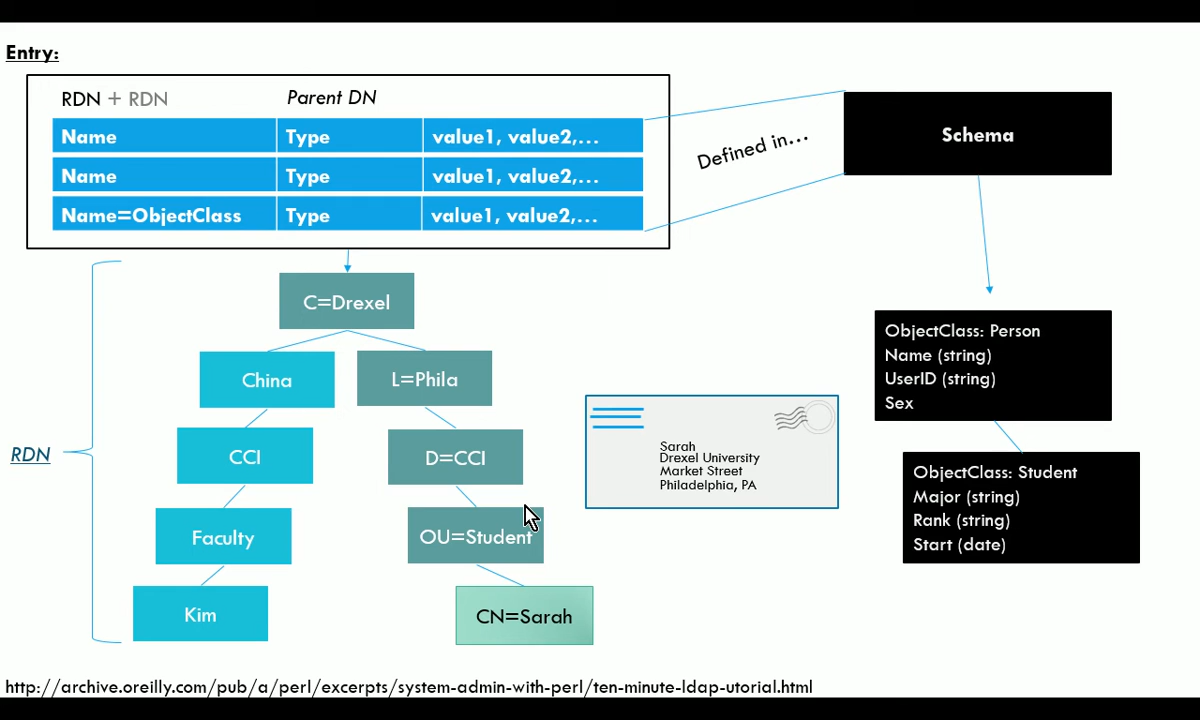 Entry:
RDN + RDN
Parent DN
Name Type value1, value2,...
Name Type value1, value2,...
Name=ObjectClass Type value1, value2,...
Defined in...
Schema
C=Drexel
China
L=Phila
CCI
D=CCI
Faculty
OU=Student
Kim
CN=Sarah
RDN
Sarah
Drexel University
Market Street
Philadelphia, PA
ObjectClass: Person
Name (string)
UserID (string)
Sex
ObjectClass: Student
Major (string)
Rank (string)
Start (date)
http://archive.oreilly.com/pub/a/perl/excerpts/system-admin-with-perl/ten-minute-ldap-utorial.html